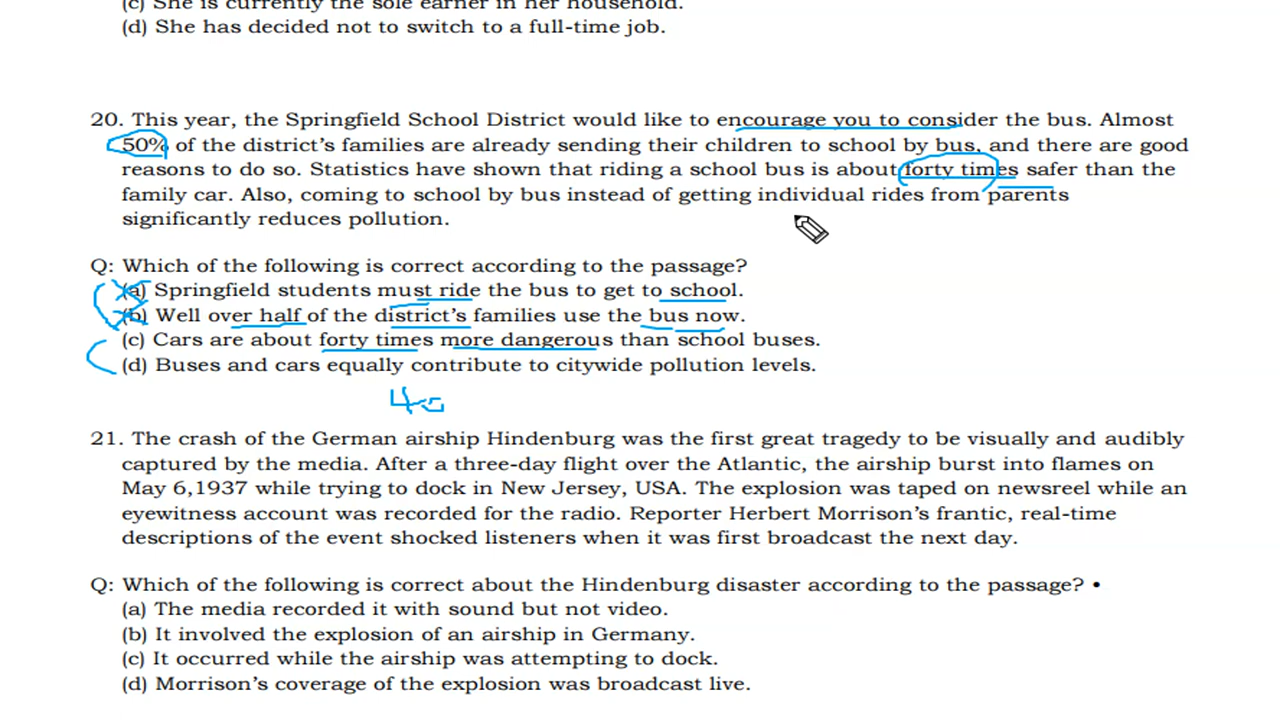 (c) She is currently the sole earner in her household.
(d) She has decided not to switch to a full-time job.
20. This year, the Springfield School District would like to encourage you to consider the bus. Almost
50% of the district's families are already sending their children to school by bus, and there are good
reasons to do so. Statistics have shown that riding a school bus is about forty times safer than the
family car. Also, coming to school by bus instead of getting individual rides from parents
significantly reduces pollution.
Q: Which of the following is correct according to the passage?
(a) Springfield students must ride the bus to get to school.
(b) Well over half of the district's families use the bus now.
(c) Cars are about forty times more dangerous than school buses.
(d) Buses and cars equally contribute to citywide pollution levels.
40
21. The crash of the German airship Hindenburg was the first great tragedy to be visually and audibly
captured by the media. After a three-day flight over the Atlantic, the airship burst into flames on
May 6,1937 while trying to dock in New Jersey, USA. The explosion was taped on newsreel while an
eyewitness account was recorded for the radio. Reporter Herbert Morrison's frantic, real-time
descriptions of the event shocked listeners when it was first broadcast the next day.
Q: Which of the following is correct about the Hindenburg disaster according to the passage? •
(a) The media recorded it with sound but not video.
(b) It involved the explosion of an airship in Germany.
(c) It occurred while the airship was attempting to dock.
(d) Morrison's coverage of the explosion was broadcast live.